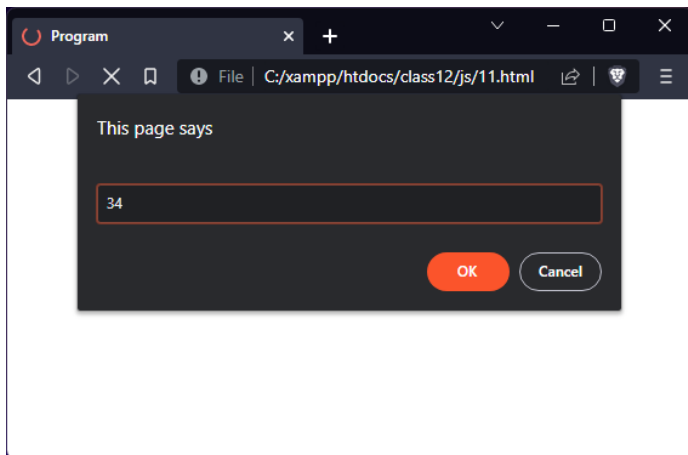 Program
File C:/xampp/htdocs/class12/js/11.html
This page says
34
OK Cancel